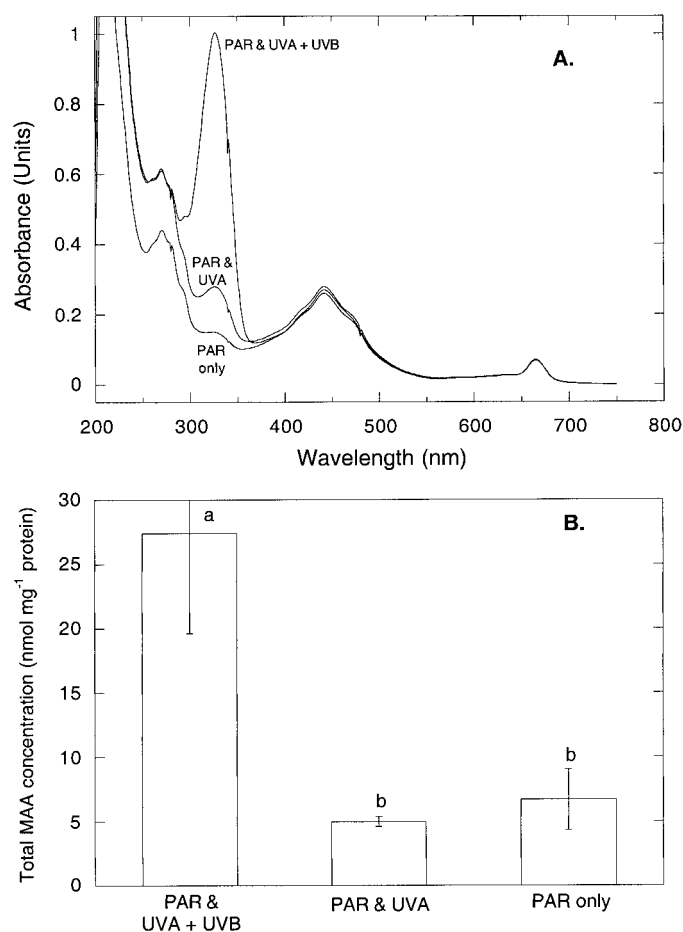 A.
PAR & UVA + UVB
PAR &
UVA
PAR
only
1
0.8
0.6
0.4
0.2
0
Absorbance (Units)
200 300 400 500 600 700 800
Wavelength (nm)
B.
a
b
b
30
25
20
15
10
5
0
Total MAA concentration (nmol mg⁻¹ protein)
PAR & PAR & UVA PAR only
UVA + UVB